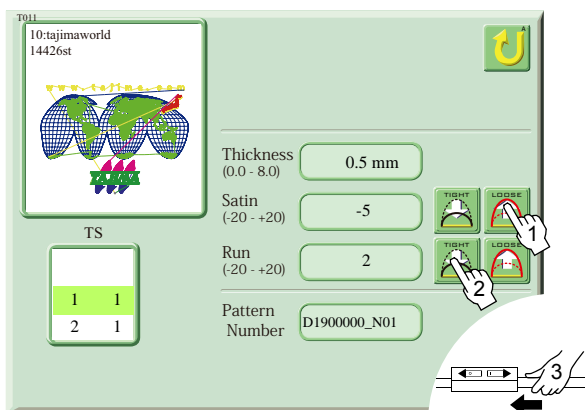 T011
10:tajimaworld
14426st
A
Thickness
(0.0 - 8.0)
0.5 mm
Satin
(-20 - +20)
-5
TIGHT
LOOSE
1
TS
Run
(-20 - +20)
2
TIGHT
LOOSE
2
1 1
2 1
Pattern
Number
D1900000_N01
3